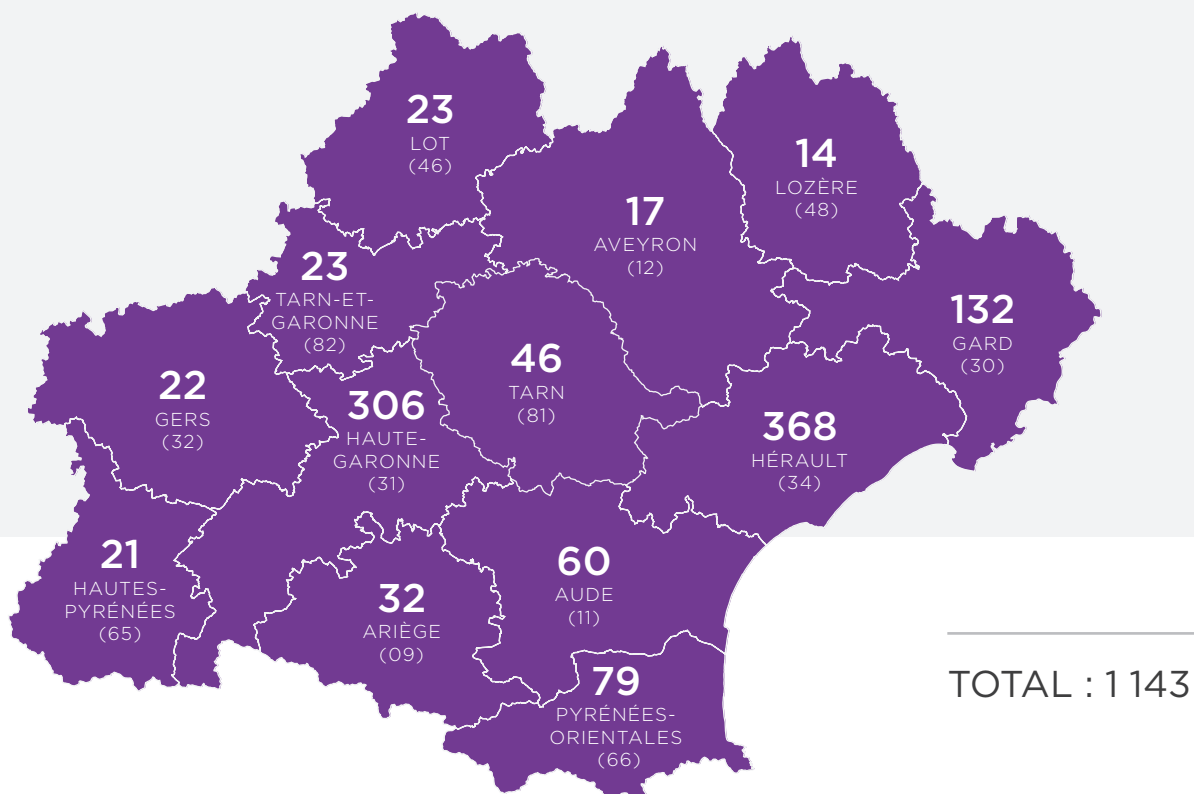 23
LOT
(46)
14
LOZÈRE
(48)
17
AVEYRON
(12)
23
TARN-ET-
GARONNE
(82)
132
GARD
(30)
46
TARN
(81)
22
GERS
(32)
306
HAUTE-
GARONNE
(31)
368
HÉRAULT
(34)
21
HAUTES-
PYRÉNÉES
(65)
60
AUDE
(11)
32
ARIÈGE
(09)
79
PYRÉNÉES-
ORIENTALES
(66)
TOTAL : 1 143